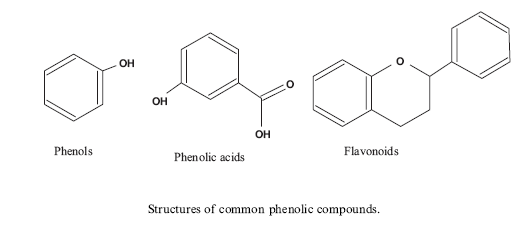 OH
O
OH
O
OH
Phenols
Phenolic acids
Flavonoids
Structures of common phenolic compounds.